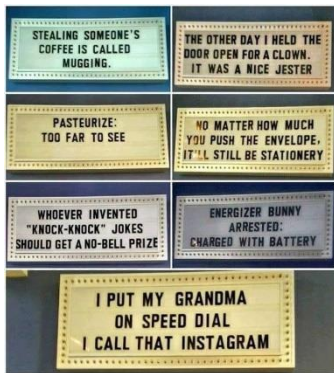 STEALING SOMEONE'S
COFFEE IS CALLED
MUGGING.
THE OTHER DAY I HELD THE
DOOR OPEN FOR A CLOWN.
IT WAS A NICE JESTER
PASTEURIZE:
TOO FAR TO SEE
NO MATTER HOW MUCH
YOU PUSH THE ENVELOPE,
IT'LL STILL BE STATIONERY
WHOEVER INVENTED
"KNOCK-KNOCK" JOKES
SHOULD GET A NO-BELL PRIZE
ENERGIZER BUNNY
ARRESTED:
CHARGED WITH BATTERY
I PUT MY GRANDMA
ON SPEED DIAL
I CALL THAT INSTAGRAM